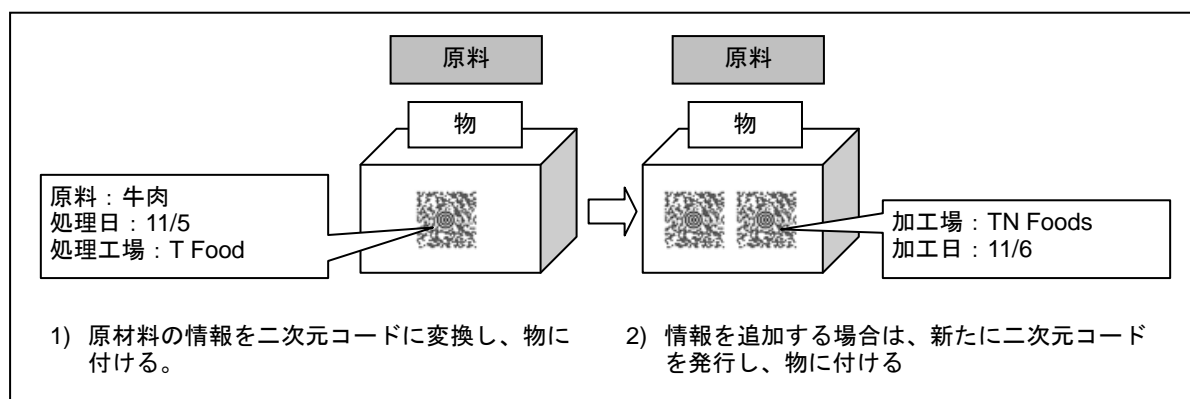 原料
原料
物
物
原料：牛肉
処理日：11/5
処理工場：T Food
加工場：TN Foods
加工日：11/6
1) 原材料の情報を二次元コードに変換し、物に
付ける。
2) 情報を追加する場合は、新たに二次元コード
を発行し、物に付ける